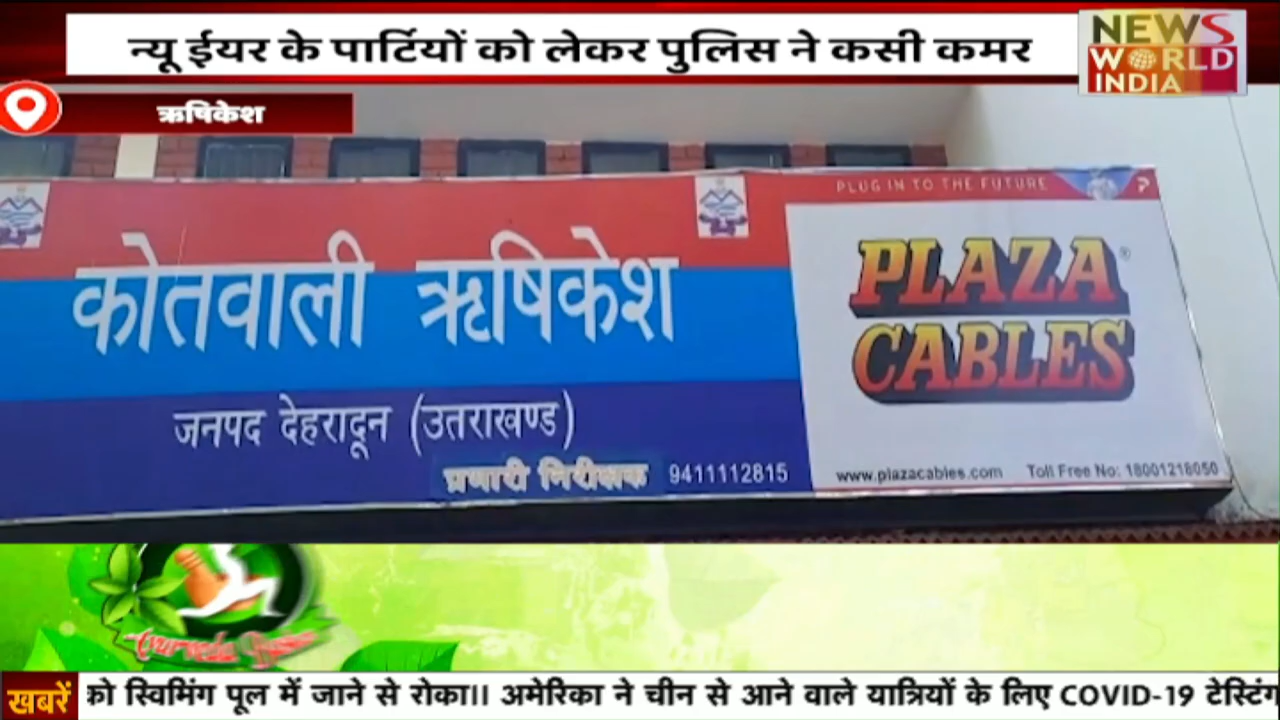 न्यू ईयर के पार्टियों को लेकर पुलिस ने कसी कमर
NEWS
WORLD
INDIA
ऋषिकेश
PLUG IN TO THE FUTURE
कोतवाली ऋषिकेश
PLAZA
CABLES
जनपद देहरादून (उतराखण्ड)
प्रभारी निरीक्षक 9411112815
www.plazacables.com Toll Free No: 18001218050
खबरें को स्विमिंग पूल में जाने से रोका।। अमेरिका ने चीन से आने वाले यात्रियों के लिए COVID-19 टेस्टिंग